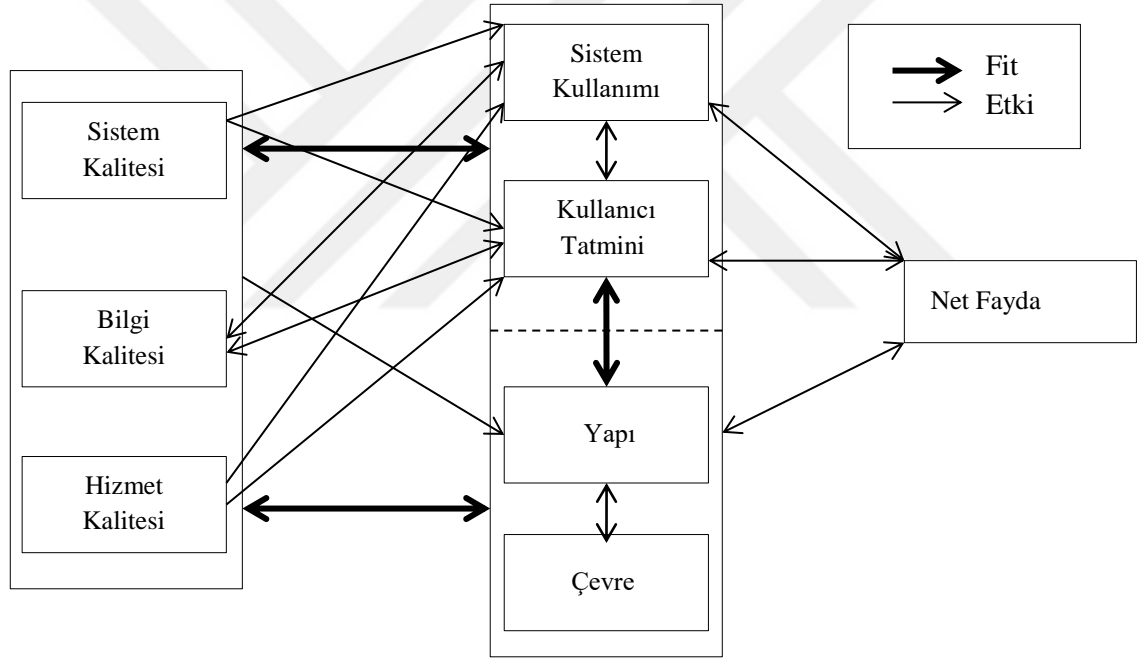 Sistem
Kalitesi
Bilgi
Kalitesi
Hizmet
Kalitesi
Sistem
Kullanımı
Kullanıcı
Tatmini
Yapı
Çevre
Fit
Etki
Net Fayda